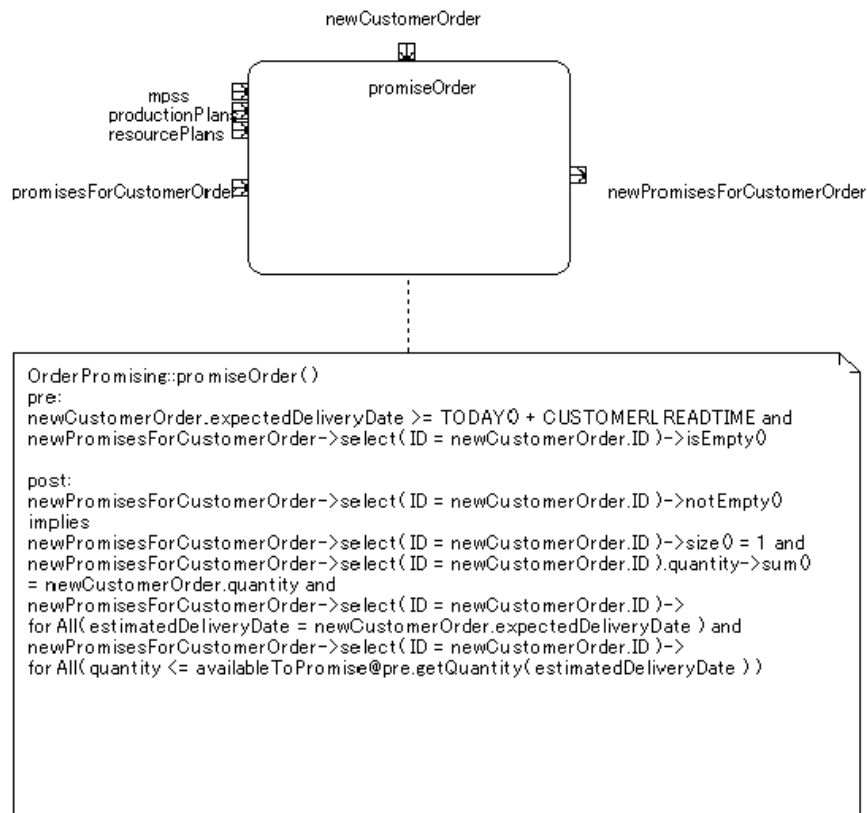 newCustomerOrder
promiseOrder
mpss
productionPlans
resourcePlans
promisesForCustomerOrder
newPromisesForCustomerOrder
OrderPromising::promiseOrder()
pre:
newCustomerOrder.expectedDeliveryDate >= TODAY() + CUSTOMERLREADTIME and
newPromisesForCustomerOrder->select( ID = newCustomerOrder.ID )->isEmpty()
post:
newPromisesForCustomerOrder->select( ID = newCustomerOrder.ID )->notEmpty()
implies
newPromisesForCustomerOrder->select( ID = newCustomerOrder.ID )->size() = 1 and
newPromisesForCustomerOrder->select( ID = newCustomerOrder.ID ).quantity->sum()
= newCustomerOrder.quantity and
newPromisesForCustomerOrder->select( ID = newCustomerOrder.ID )->
forAll( estimatedDeliveryDate = newCustomerOrder.expectedDeliveryDate ) and
newPromisesForCustomerOrder->select( ID = newCustomerOrder.ID )->
forAll( quantity <= availableToPromise@pre.getQuantity( estimatedDeliveryDate ) )